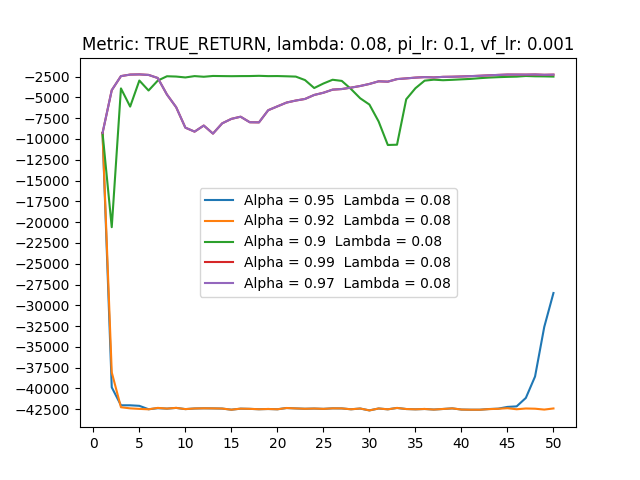 Metric: TRUE_RETURN, lambda: 0.08, pi_lr: 0.1, vf_lr: 0.001
−2500
−5000
−7500
−10000
−12500
−15000
−17500
−20000
−22500
−25000
−27500
−30000
−32500
−35000
−37500
−40000
−42500
Alpha = 0.95  Lambda = 0.08
Alpha = 0.92  Lambda = 0.08
Alpha = 0.9  Lambda = 0.08
Alpha = 0.99  Lambda = 0.08
Alpha = 0.97  Lambda = 0.08
0 5 10 15 20 25 30 35 40 45 50